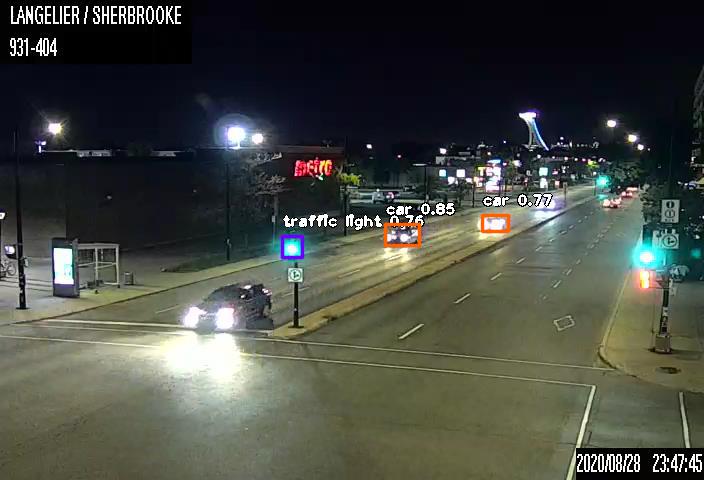 LANGELIER / SHERBROOKE
931-404
metro
car 0.85
car 0.77
traffic light 0.76
2020/08/28 23:47:45